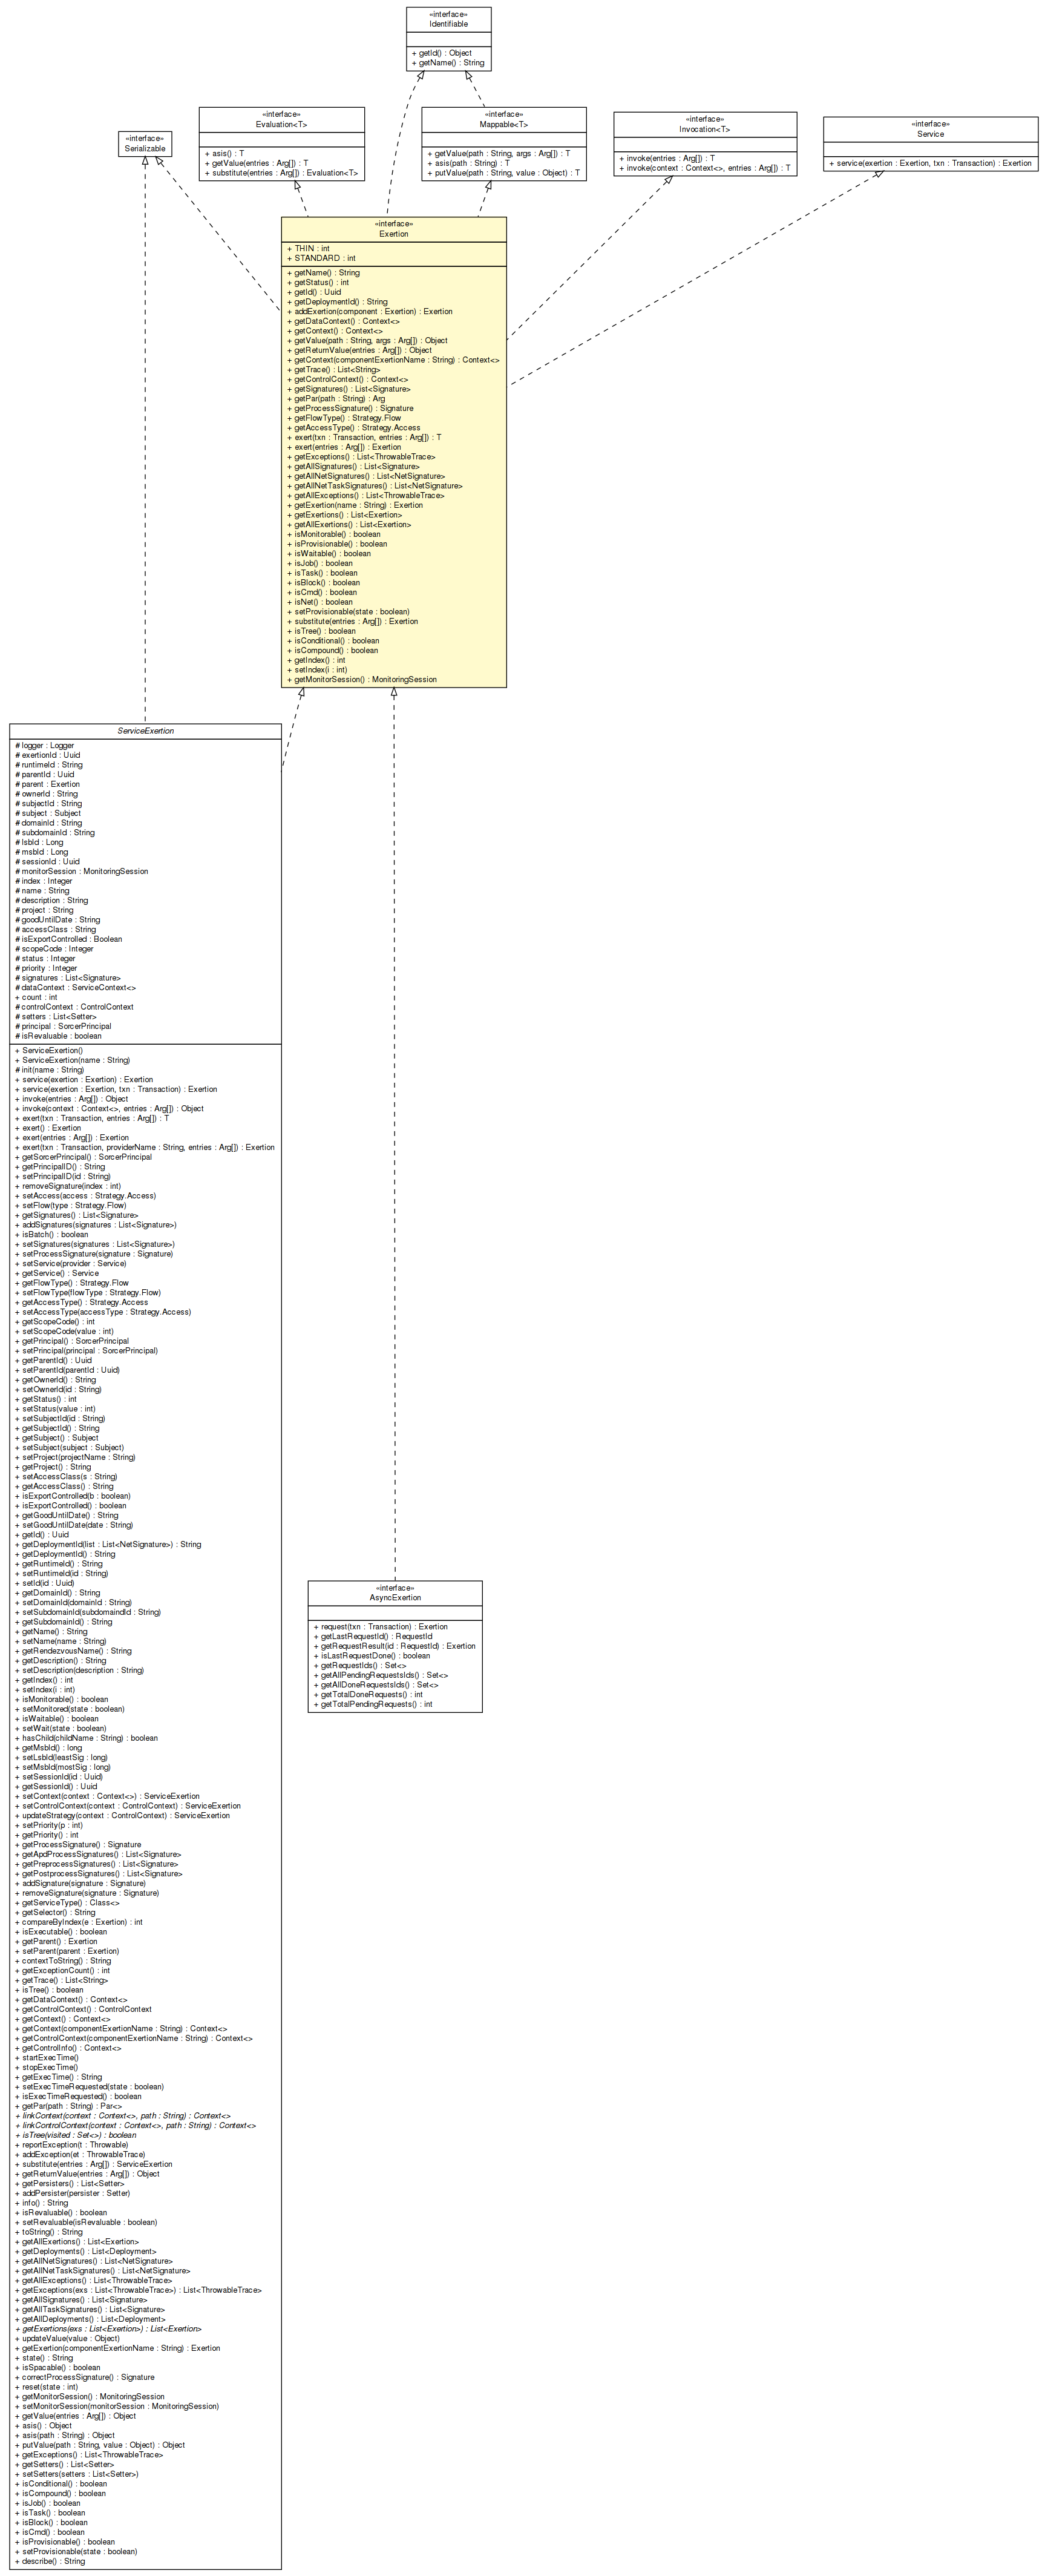 «interface»
Identifiable
+ getId() : Object
+ getName() : String
«interface»
Serializable
«interface»
Evaluation<T>
+ asis() : T
+ getValue(entries : Arg[]) : T
+ substitute(entries : Arg[]) : Evaluation<T>
«interface»
Mappable<T>
+ getValue(path : String, args : Arg[]) : T
+ asis(path : String) : T
+ putValue(path : String, value : Object) : T
«interface»
Invocation<T>
+ invoke(entries : Arg[]) : T
+ invoke(context : Context<>, entries : Arg[]) : T
«interface»
Service
+ service(exertion : Exertion, txn : Transaction) : Exertion
«interface»
Exertion
+ THIN : int
+ STANDARD : int
+ getName() : String
+ getStatus() : int
+ getId() : Uuid
+ getDeploymentId() : String
+ addExertion(component : Exertion) : Exertion
+ getDataContext() : Context<>
+ getContext() : Context<>
+ getValue(path : String, args : Arg[]) : Object
+ getReturnValue(entries : Arg[]) : Object
+ getContext(componentExertionName : String) : Context<>
+ getTrace() : List<String>
+ getControlContext() : Context<>
+ getSignatures() : List<Signature>
+ getPar(path : String) : Arg
+ getProcessSignature() : Signature
+ getFlowType() : Strategy.Flow
+ getAccessType() : Strategy.Access
+ exert(txn : Transaction, entries : Arg[]) : T
+ exert(entries : Arg[]) : Exertion
+ getExceptions() : List<ThrowableTrace>
+ getAllSignatures() : List<Signature>
+ getAllNetSignatures() : List<NetSignature>
+ getAllNetTaskSignatures() : List<NetSignature>
+ getAllExceptions() : List<ThrowableTrace>
+ getExertion(name : String) : Exertion
+ getExertions() : List<Exertion>
+ getAllExertions() : List<Exertion>
+ isMonitorable() : boolean
+ isProvisionable() : boolean
+ isWaitable() : boolean
+ isJob() : boolean
+ isTask() : boolean
+ isBlock() : boolean
+ isCmd() : boolean
+ isNet() : boolean
+ setProvisionable(state : boolean)
+ substitute(entries : Arg[]) : Exertion
+ isTree() : boolean
+ isConditional() : boolean
+ isCompound() : boolean
+ getIndex() : int
+ setIndex(i : int)
+ getMonitorSession() : MonitoringSession
ServiceExertion
# logger : Logger
# exertionId : Uuid
# runtimeId : String
# parentId : Uuid
# parent : Exertion
# ownerId : String
# subjectId : String
# subject : Subject
# domainId : String
# subdomainId : String
# lsbId : Long
# msbId : Long
# sessionId : Uuid
# monitorSession : MonitoringSession
# index : Integer
# name : String
# description : String
# project : String
# goodUntilDate : String
# accessClass : String
# isExportControlled : Boolean
# scopeCode : Integer
# status : Integer
# priority : Integer
# signatures : List<Signature>
# dataContext : ServiceContext<>
+ count : int
# controlContext : ControlContext
# setters : List<Setter>
# principal : SorcerPrincipal
# isRevaluable : boolean
+ ServiceExertion()
+ ServiceExertion(name : String)
# init(name : String)
+ service(exertion : Exertion) : Exertion
+ service(exertion : Exertion, txn : Transaction) : Exertion
+ invoke(entries : Arg[]) : Object
+ invoke(context : Context<>, entries : Arg[]) : Object
+ exert(txn : Transaction, entries : Arg[]) : T
+ exert() : Exertion
+ exert(entries : Arg[]) : Exertion
+ exert(txn : Transaction, providerName : String, entries : Arg[]) : Exertion
+ getSorcerPrincipal() : SorcerPrincipal
+ getPrincipalID() : String
+ setPrincipalID(id : String)
+ removeSignature(index : int)
+ setAccess(access : Strategy.Access)
+ setFlow(type : Strategy.Flow)
+ getSignatures() : List<Signature>
+ addSignatures(signatures : List<Signature>)
+ isBatch() : boolean
+ setSignatures(signatures : List<Signature>)
+ setProcessSignature(signature : Signature)
+ setService(provider : Service)
+ getService() : Service
+ getFlowType() : Strategy.Flow
+ setFlowType(flowType : Strategy.Flow)
+ getAccessType() : Strategy.Access
+ setAccessType(accessType : Strategy.Access)
+ getScopeCode() : int
+ setScopeCode(value : int)
+ getPrincipal() : SorcerPrincipal
+ setPrincipal(principal : SorcerPrincipal)
+ getParentId() : Uuid
+ setParentId(parentId : Uuid)
+ getOwnerId() : String
+ setOwnerId(id : String)
+ getStatus() : int
+ setStatus(value : int)
+ setSubjectId(id : String)
+ getSubjectId() : String
+ getSubject() : Subject
+ setSubject(subject : Subject)
+ setProject(projectName : String)
+ getProject() : String
+ setAccessClass(s : String)
+ getAccessClass() : String
+ isExportControlled(b : boolean)
+ isExportControlled() : boolean
+ getGoodUntilDate() : String
+ setGoodUntilDate(date : String)
+ getId() : Uuid
+ getDeploymentId(list : List<NetSignature>) : String
+ getDeploymentId() : String
+ getRuntimeId() : String
+ setRuntimeId(id : String)
+ setId(id : Uuid)
+ getDomainId() : String
+ setDomainId(domainId : String)
+ setSubdomainId(subdomaindId : String)
+ getSubdomainId() : String
+ getName() : String
+ setName(name : String)
+ getRendezvousName() : String
+ getDescription() : String
+ setDescription(description : String)
+ getIndex() : int
+ setIndex(i : int)
+ isMonitorable() : boolean
+ setMonitored(state : boolean)
+ isWaitable() : boolean
+ setWait(state : boolean)
+ hasChild(childName : String) : boolean
+ getMsbId() : long
+ setLsbId(leastSig : long)
+ setMsbId(mostSig : long)
+ setSessionId(id : Uuid)
+ getSessionId() : Uuid
+ setContext(context : Context<>) : ServiceExertion
+ setControlContext(context : ControlContext) : ServiceExertion
+ updateStrategy(context : ControlContext) : ServiceExertion
+ setPriority(p : int)
+ getPriority() : int
+ getProcessSignature() : Signature
+ getApdProcessSignatures() : List<Signature>
+ getPreprocessSignatures() : List<Signature>
+ getPostprocessSignatures() : List<Signature>
+ addSignature(signature : Signature)
+ removeSignature(signature : Signature)
+ getServiceType() : Class<>
+ getSelector() : String
+ compareByIndex(e : Exertion) : int
+ isExecutable() : boolean
+ getParent() : Exertion
+ setParent(parent : Exertion)
+ contextToString() : String
+ getExceptionCount() : int
+ getTrace() : List<String>
+ isTree() : boolean
+ getDataContext() : Context<>
+ getControlContext() : ControlContext
+ getContext() : Context<>
+ getContext(componentExertionName : String) : Context<>
+ getControlContext(componentExertionName : String) : Context<>
+ getControlInfo() : Context<>
+ startExecTime()
+ stopExecTime()
+ getExecTime() : String
+ setExecTimeRequested(state : boolean)
+ isExecTimeRequested() : boolean
+ getPar(path : String) : Par<>
+ linkContext(context : Context<>, path : String) : Context<>
+ linkControlContext(context : Context<>, path : String) : Context<>
+ isTree(visited : Set<>) : boolean
+ reportException(t : Throwable)
+ addException(et : ThrowableTrace)
+ substitute(entries : Arg[]) : ServiceExertion
+ getReturnValue(entries : Arg[]) : Object
+ getPersisters() : List<Setter>
+ addPersister(persister : Setter)
+ info() : String
+ isRevaluable() : boolean
+ setRevaluable(isRevaluable : boolean)
+ toString() : String
+ getAllExertions() : List<Exertion>
+ getDeployments() : List<Deployment>
+ getAllNetSignatures() : List<NetSignature>
+ getAllNetTaskSignatures() : List<NetSignature>
+ getAllExceptions() : List<ThrowableTrace>
+ getExceptions(exs : List<ThrowableTrace>) : List<ThrowableTrace>
+ getAllSignatures() : List<Signature>
+ getAllTaskSignatures() : List<Signature>
+ getAllDeployments() : List<Deployment>
+ getExertions(exs : List<Exertion>) : List<Exertion>
+ updateValue(value : Object)
+ getExertion(componentExertionName : String) : Exertion
+ state() : String
+ isSpacable() : boolean
+ correctProcessSignature() : Signature
+ reset(state : int)
+ getMonitorSession() : MonitoringSession
+ setMonitorSession(monitorSession : MonitoringSession)
+ getValue(entries : Arg[]) : Object
+ asis() : Object
+ asis(path : String) : Object
+ putValue(path : String, value : Object) : Object
+ getExceptions() : List<ThrowableTrace>
+ getSetters() : List<Setter>
+ setSetters(setters : List<Setter>)
+ isConditional() : boolean
+ isCompound() : boolean
+ isJob() : boolean
+ isTask() : boolean
+ isBlock() : boolean
+ isCmd() : boolean
+ isProvisionable() : boolean
+ setProvisionable(state : boolean)
+ describe() : String
«interface»
AsyncExertion
+ request(txn : Transaction) : Exertion
+ getLastRequestId() : RequestId
+ getRequestResult(id : RequestId) : Exertion
+ isLastRequestDone() : boolean
+ getRequestIds() : Set<>
+ getAllPendingRequestsIds() : Set<>
+ getAllDoneRequestsIds() : Set<>
+ getTotalDoneRequests() : int
+ getTotalPendingRequests() : int